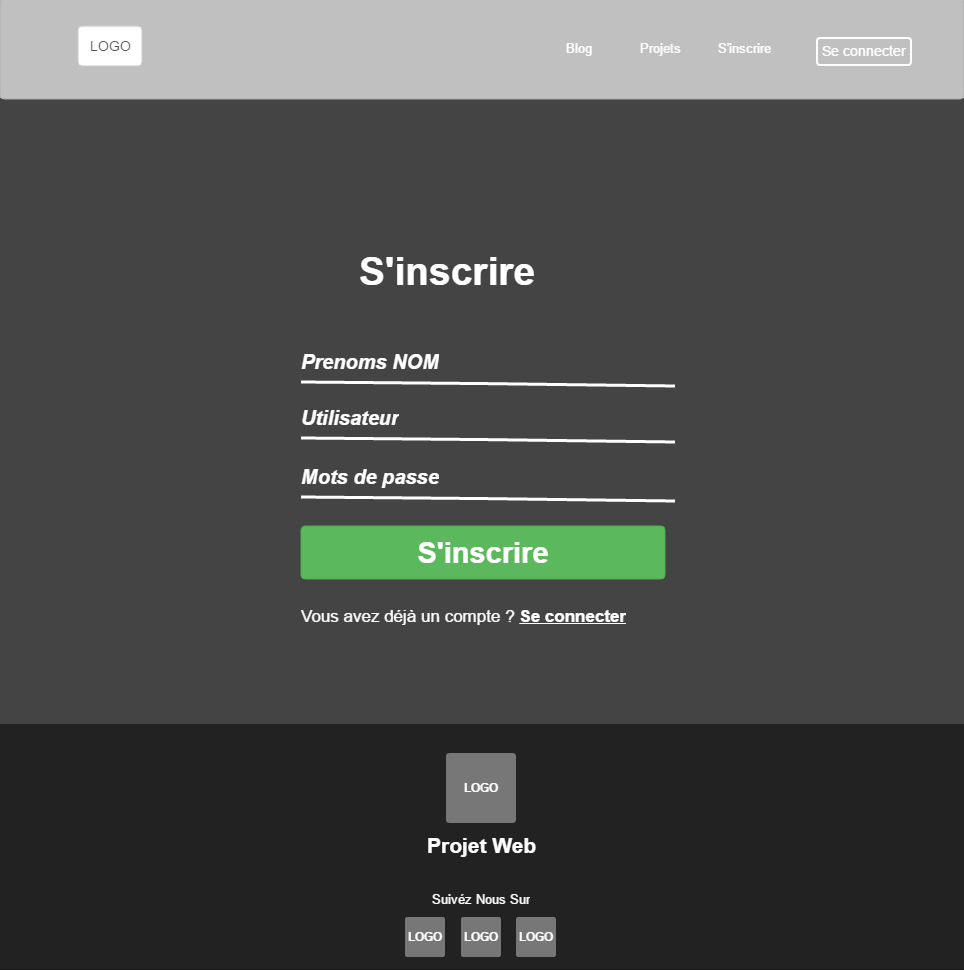 LOGO Blog Projets S'inscrire Se connecter
S'inscrire
Prenoms NOM
Utilisateur
Mots de passe
S'inscrire
Vous avez déjà un compte ? Se connecter
LOGO
Projet Web
Suivéz Nous Sur
LOGO LOGO LOGO